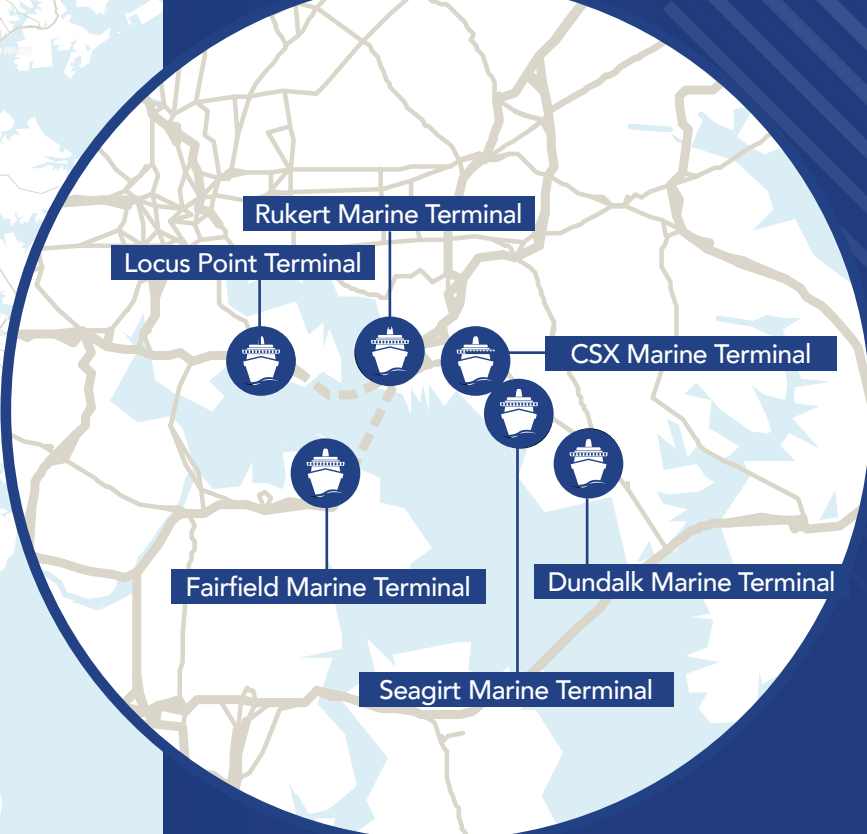 Rukert Marine Terminal
Locus Point Terminal
CSX Marine Terminal
Fairfield Marine Terminal
Dundalk Marine Terminal
Seagirt Marine Terminal